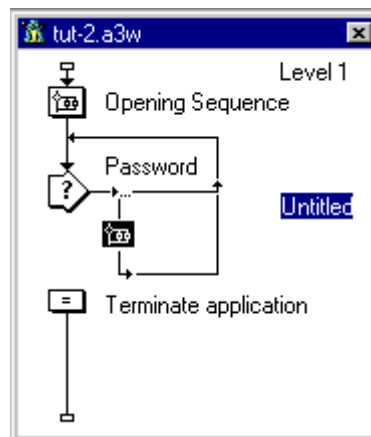 tut-2.a3w
Level 1
Opening Sequence
Password
?
...
Untitled
=
Terminate application